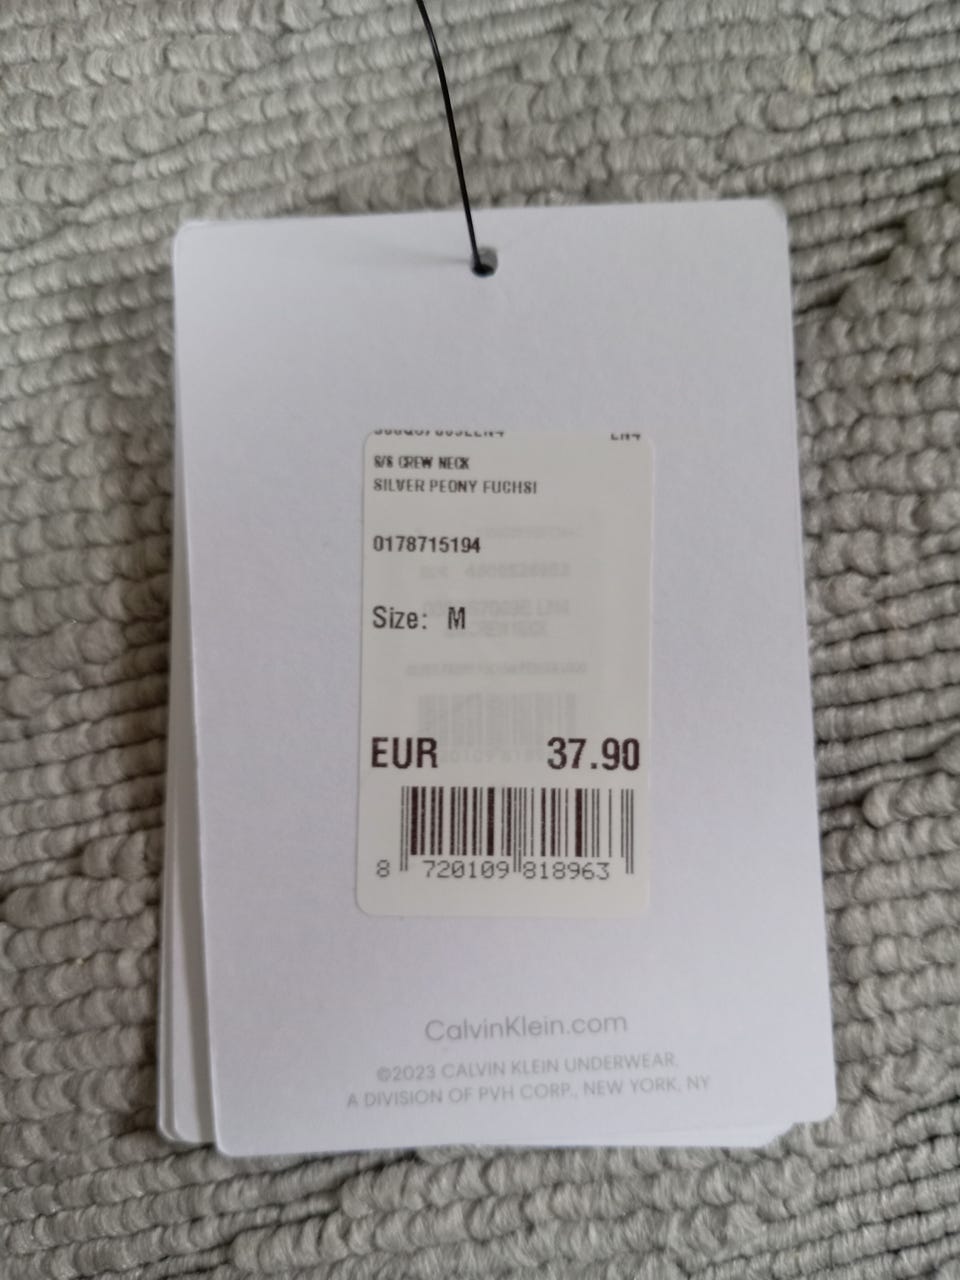 S/S CREW NECK
SILVER PEONY FUCHSI
0178715194
Size: M
EUR 37.90
8 720109 818963
CalvinKlein.com
©2023 CALVIN KLEIN UNDERWEAR,
A DIVISION OF PVH CORP., NEW YORK, NY